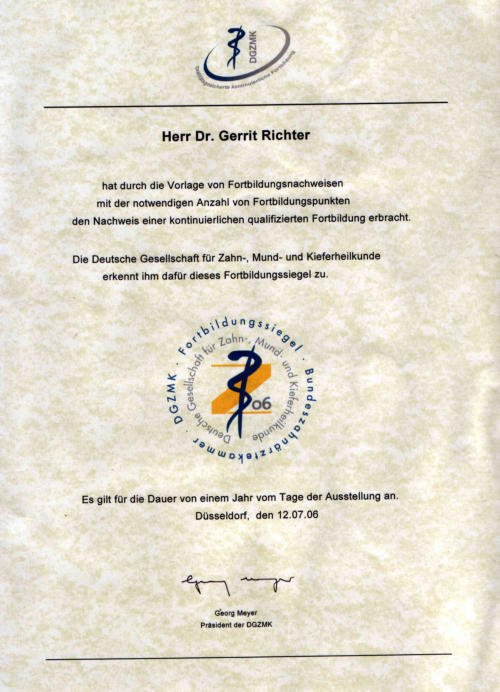 DGZMK
Herr Dr. Gerrit Richter
hat durch die Vorlage von Fortbildungsnachweisen
mit der notwendigen Anzahl von Fortbildungspunkten
den Nachweis einer kontinuierlichen qualifizierten Fortbildung erbracht.
Die Deutsche Gesellschaft für Zahn-, Mund- und Kieferheilkunde
erkennt ihm dafür dieses Fortbildungssiegel zu.
DGZMK · Fortbildungssiegel · Bundeszahnärztekammer ·
Deutsche Gesellschaft für Zahn-, Mund- und Kieferheilkunde
06
Es gilt für die Dauer von einem Jahr vom Tage der Ausstellung an.
Düsseldorf, den 12.07.06
Georg Meyer
Präsident der DGZMK